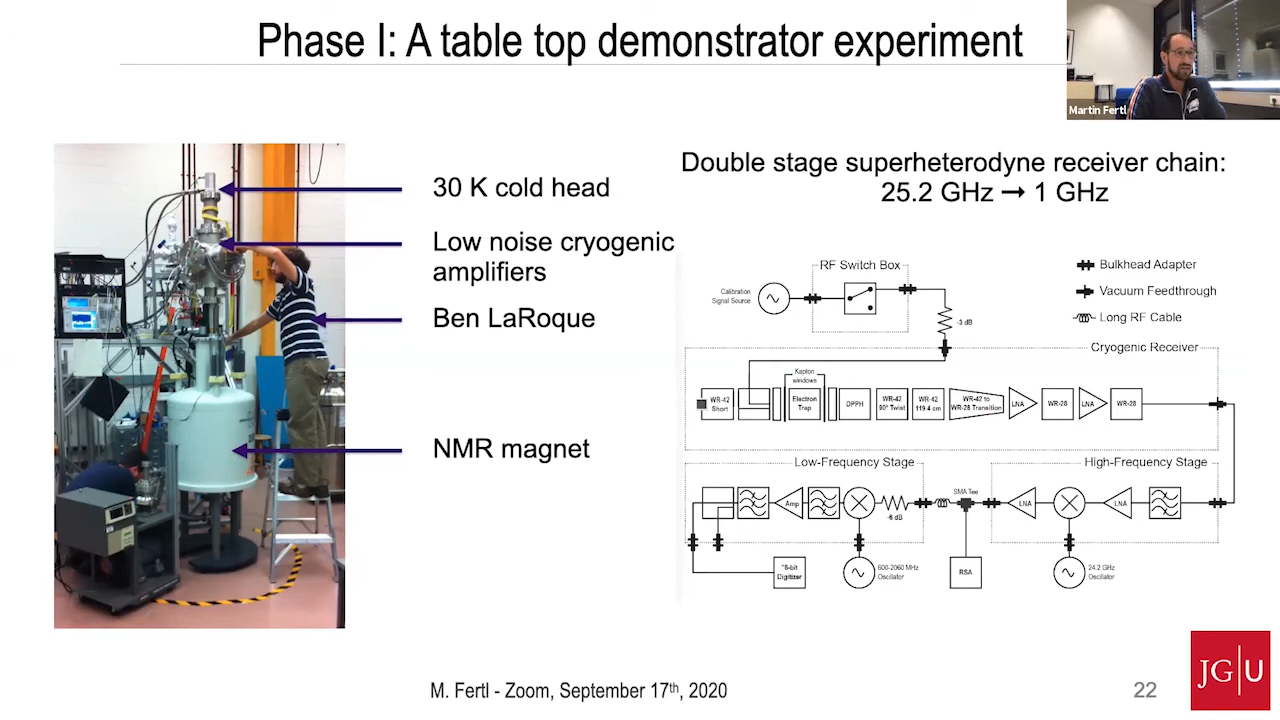 Phase I: A table top demonstrator experiment
Martin Fertl
30 K cold head
Low noise cryogenic
amplifiers
Ben LaRoque
NMR magnet
Double stage superheterodyne receiver chain:
25.2 GHz → 1 GHz
RF Switch Box
Calibration
Signal Source
-3 dB
Bulkhead Adapter
Vacuum Feedthrough
Long RF Cable
Cryogenic Receiver
WR-42
Short
Kapton
windows
Electron
Trap
DPPH
WR-42
90° Twist
WR-42
119.4 cm
WR-42 to
WR-28 Transition
LNA
WR-28
LNA
WR-28
Low-Frequency Stage
High-Frequency Stage
Amp
-6 dB
SMA Tee
LNA
LNA
Digitizer
600-2060 MHz
Oscillator
RSA
24.2 GHz
Oscillator
M. Fertl - Zoom, September 17th, 2020
22
JG|U